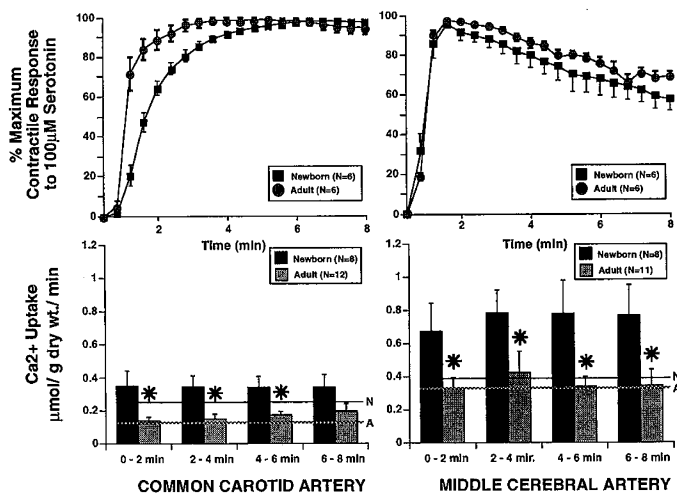 % Maximum
Contractile Response
to 100µM Serotonin
100
80
60
40
20
0
Newborn (N=6)
Adult (N=6)
0
2
4
6
8
Time (min)
100
80
60
40
20
0
Newborn (N=6)
Adult (N=6)
0
2
4
6
8
Time (min)
Ca2+ Uptake
µmol/ g dry wt./ min
1.2
1
0.8
0.6
0.4
0.2
0
Newborn (N=8)
Adult (N=12)
N
A
0 - 2 min
2 - 4 min
4 - 6 min
6 - 8 min
COMMON CAROTID ARTERY
1.2
1
0.8
0.6
0.4
0.2
0
Newborn (N=8)
Adult (N=11)
N
A
0 - 2 min
2 - 4 mir.
4 - 6 min
6 - 8 min
MIDDLE CEREBRAL ARTERY